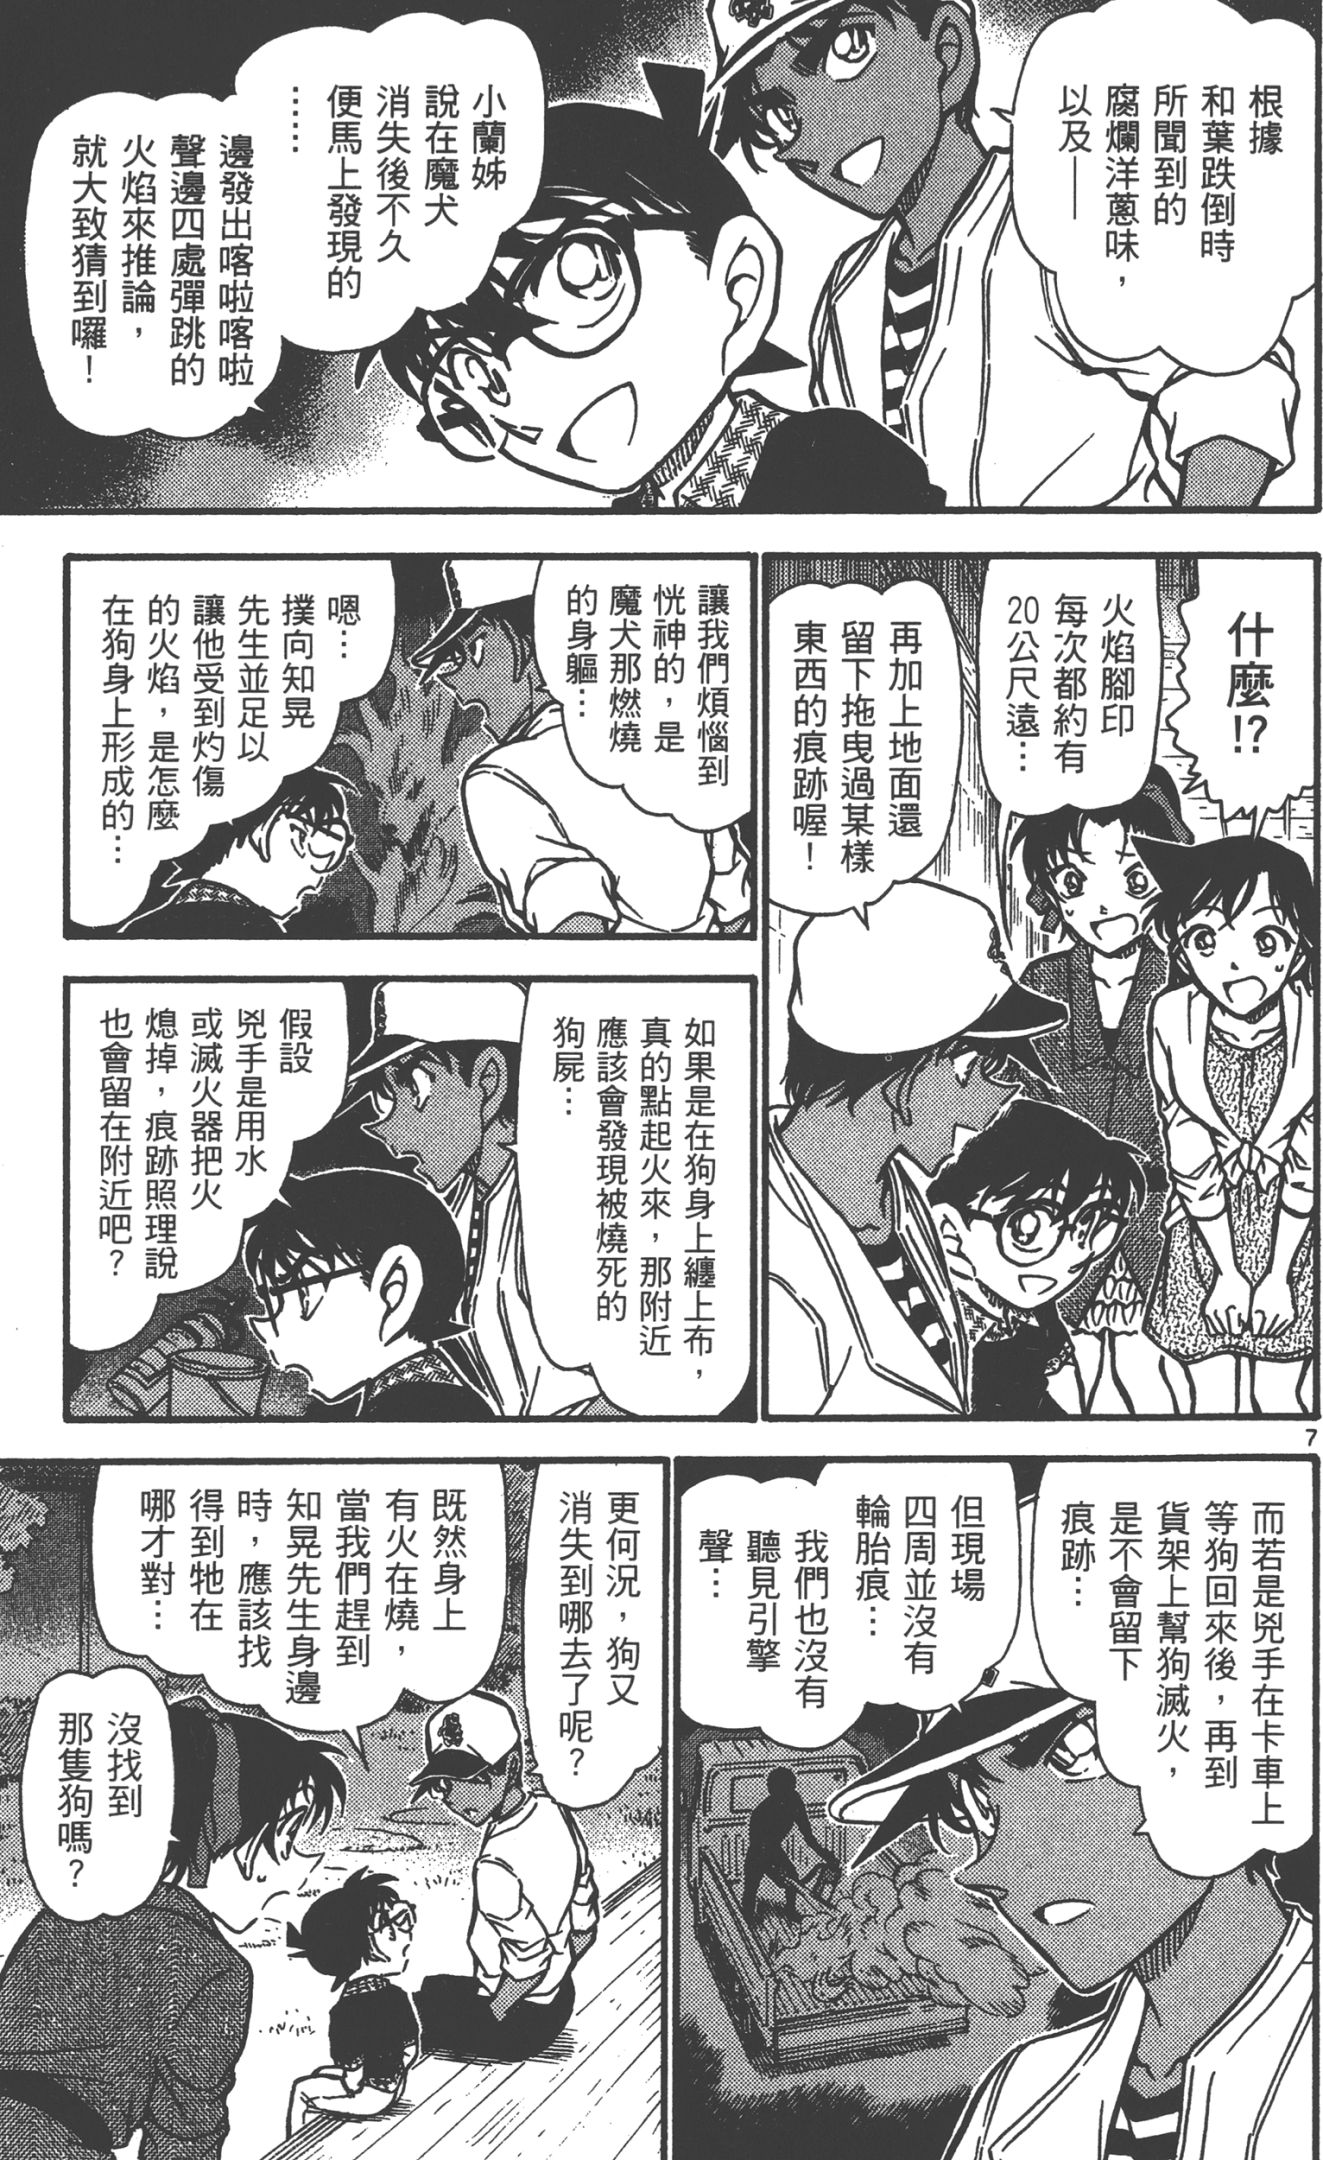 根據
和葉跌倒時
所聞到的
腐爛洋蔥味，
以及—
小蘭姊
說在魔犬
消失後不久
便馬上發現的
……
邊發出喀啦喀啦
聲邊四處彈跳的
火焰來推論，
就大致猜到囉！
什麼!?
火焰腳印
每次都約有
20公尺遠…
再加上地面還
留下拖曳過某樣
東西的痕跡喔！
讓我們煩惱到
恍神的，是
魔犬那燃燒
的身軀…
嗯…
撲向知晃
先生並足以
讓他受到灼傷
的火焰，是怎麼
在狗身上形成的…
如果是在狗身上纏上布，
真的點起火來，那附近
應該會發現被燒死的
狗屍…
假設
兇手是用水
或滅火器把火
熄掉，痕跡照理說
也會留在附近吧？
7
而若是兇手在卡車上
等狗回來後，再到
貨架上幫狗滅火，
是不會留下
痕跡…
但現場
四周並沒有
輪胎痕…
我們也沒有
聽見引擎
聲…
更何況，狗又
消失到哪去了呢？
既然身上
有火在燒，
當我們趕到
知晃先生身邊
時，應該找
得到牠在
哪才對…
沒找到
那隻狗嗎？